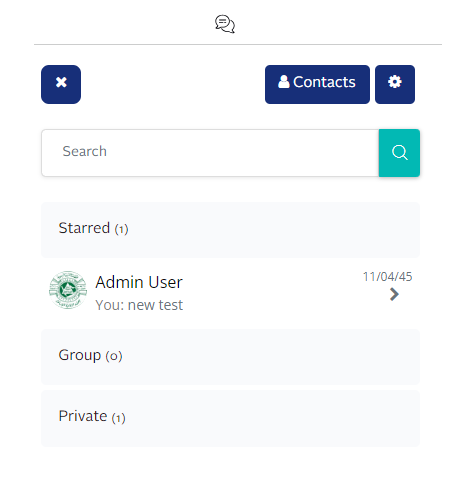 Contacts
Search
Starred (1)
Admin User
11/04/45
You: new test
Group (0)
Private (1)